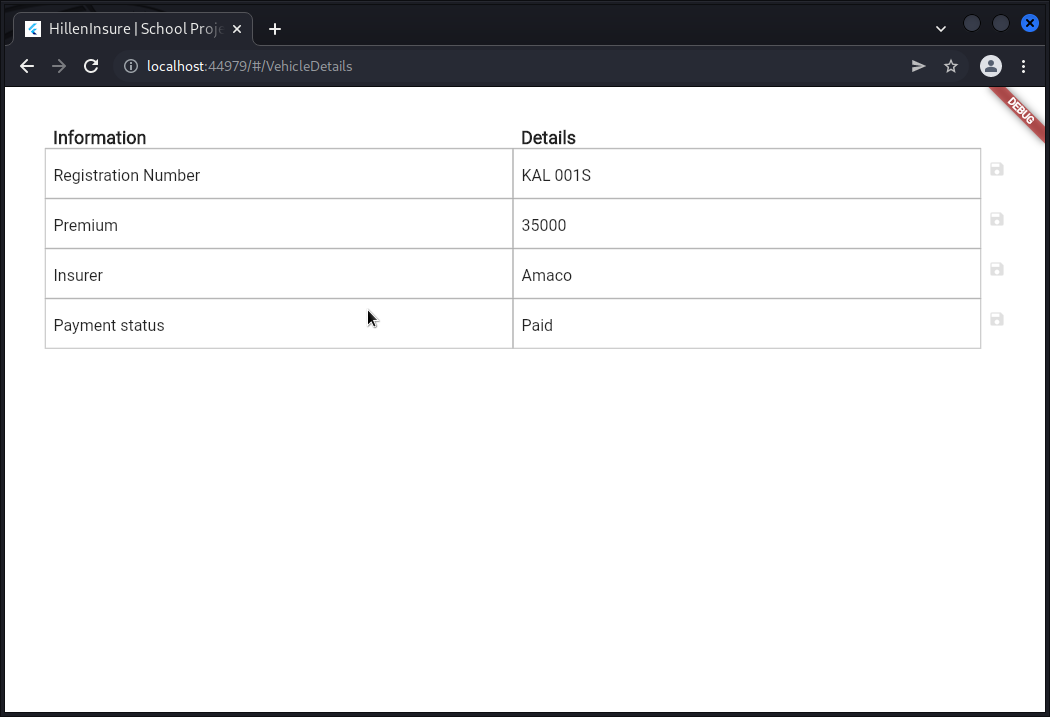 HillenInsure | School Proje
localhost:44979/#/VehicleDetails
DEBUG
Information Details
Registration Number KAL 001S
Premium 35000
Insurer Amaco
Payment status Paid